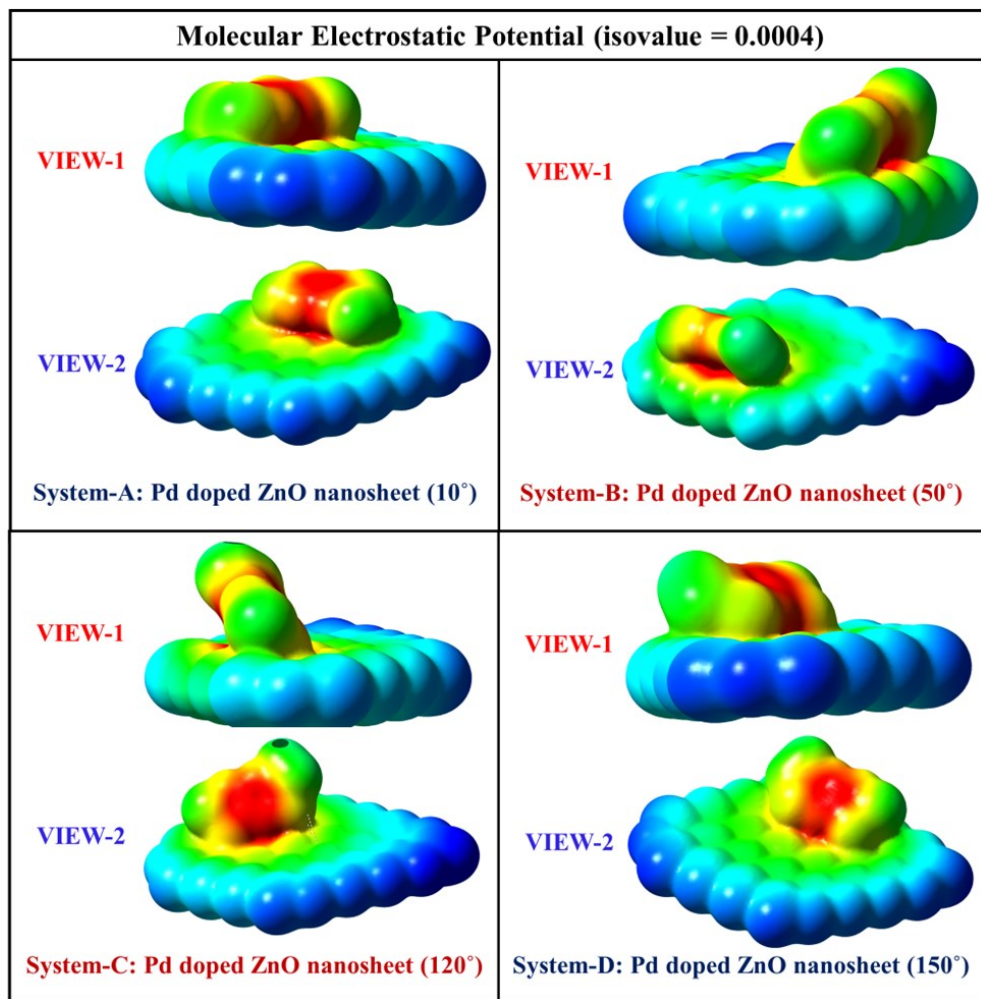 Molecular Electrostatic Potential (isovalue = 0.0004)
VIEW-1
VIEW-2
System-A: Pd doped ZnO nanosheet (10˚)
VIEW-1
VIEW-2
System-B: Pd doped ZnO nanosheet (50˚)
VIEW-1
VIEW-2
System-C: Pd doped ZnO nanosheet (120˚)
VIEW-1
VIEW-2
System-D: Pd doped ZnO nanosheet (150˚)